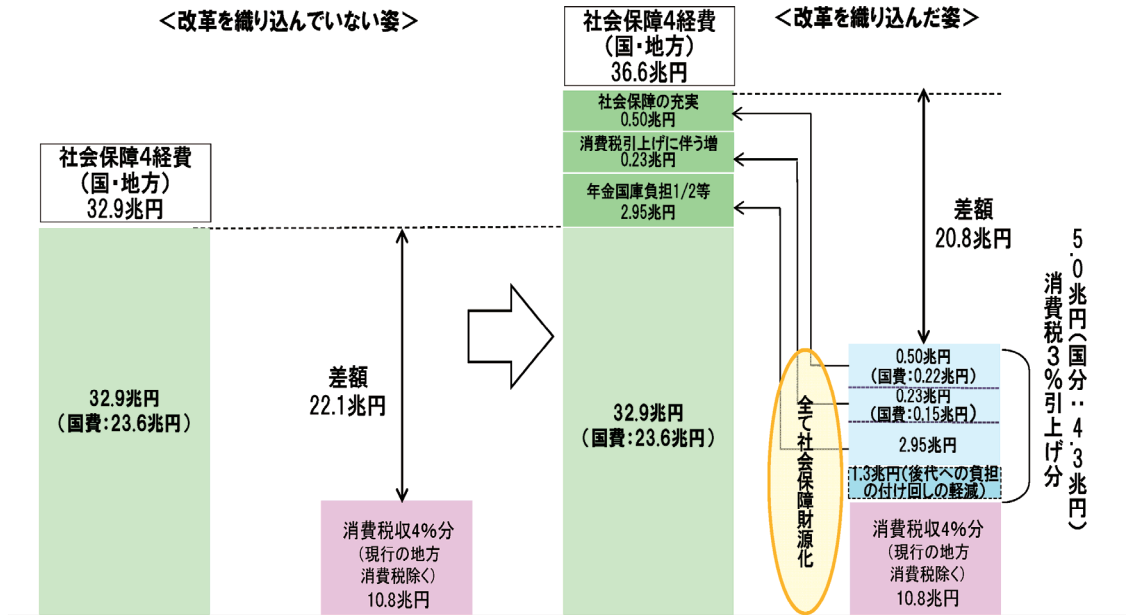 <改革を織り込んでいない姿>
社会保障4経費
(国・地方)
32.9兆円
32.9兆円
(国費:23.6兆円)
差額
22.1兆円
消費税収4%分
(現行の地方
消費税除く)
10.8兆円
<改革を織り込んだ姿>
社会保障4経費
(国・地方)
36.6兆円
社会保障の充実
0.50兆円
消費税引上げに伴う増
0.23兆円
年金国庫負担1/2等
2.95兆円
32.9兆円
(国費:23.6兆円)
全て社会保障財源化
差額
20.8兆円
0.50兆円
(国費:0.22兆円)
0.23兆円
(国費:0.15兆円)
2.95兆円
1.3兆円(後代への負担
の付け回しの軽減)
消費税収4%分
(現行の地方
消費税除く)
10.8兆円
消費税3%引上げ分
5.0兆円(国分:4.3兆円)